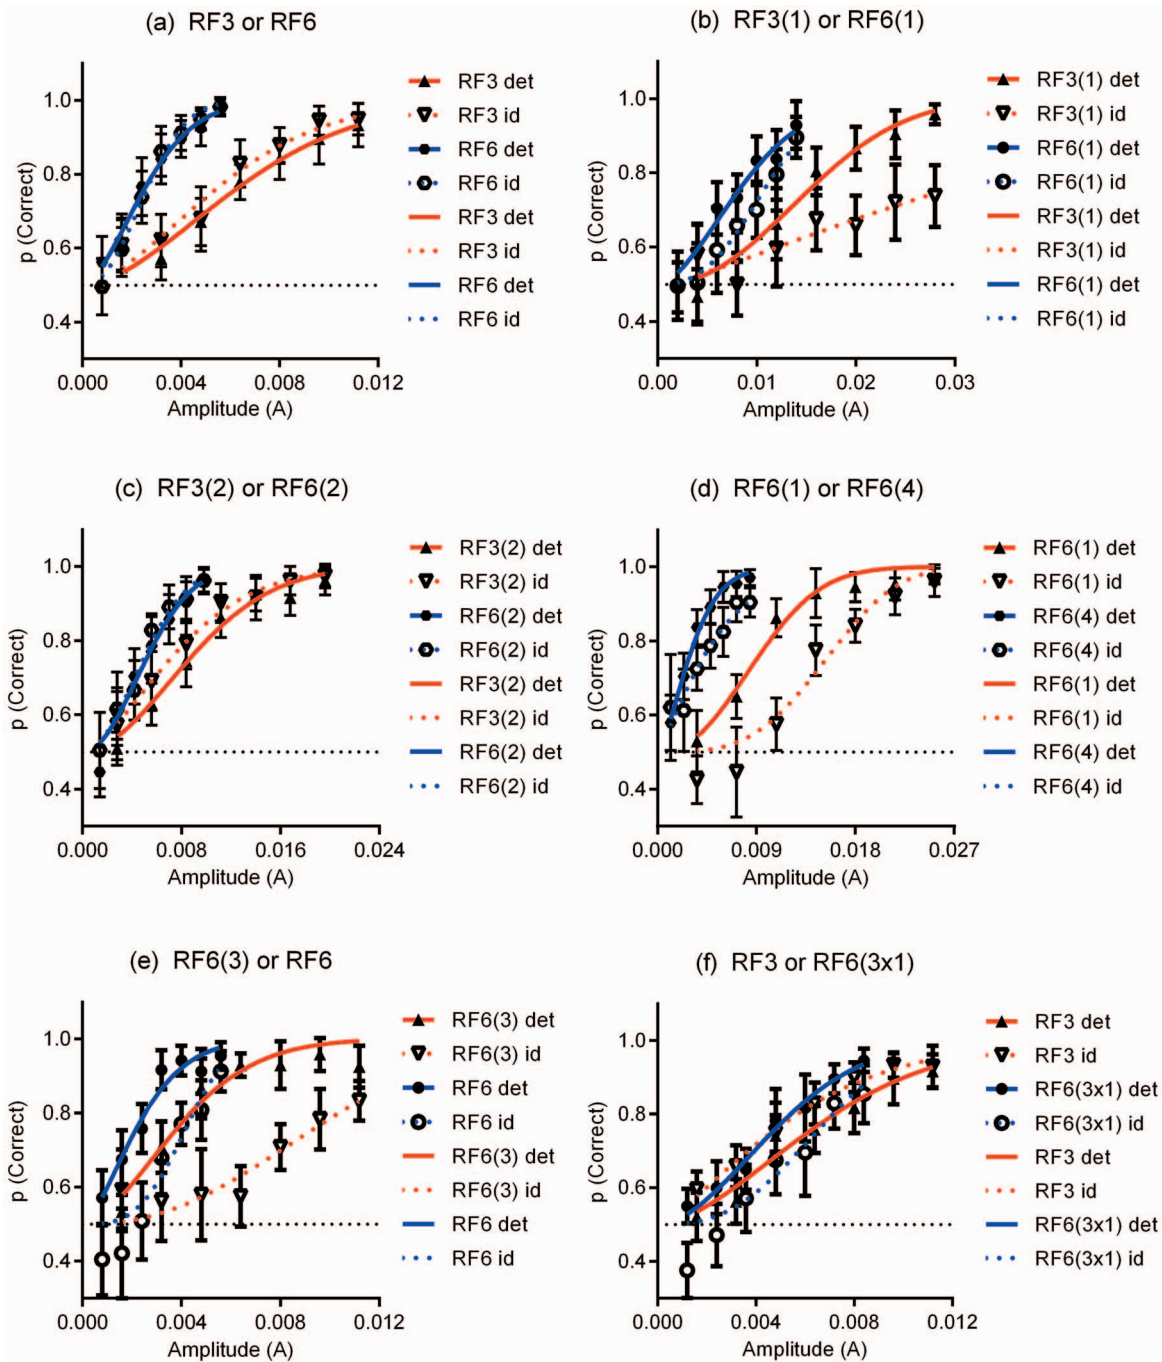 (a) RF3 or RF6
p (Correct)
1.0
0.8
0.6
0.4
0.000 0.004 0.008 0.012
Amplitude (A)
RF3 det
RF3 id
RF6 det
RF6 id
RF3 det
RF3 id
RF6 det
RF6 id
(b) RF3(1) or RF6(1)
p (Correct)
1.0
0.8
0.6
0.4
0.00 0.01 0.02 0.03
Amplitude (A)
RF3(1) det
RF3(1) id
RF6(1) det
RF6(1) id
RF3(1) det
RF3(1) id
RF6(1) det
RF6(1) id
(c) RF3(2) or RF6(2)
p (Correct)
1.0
0.8
0.6
0.4
0.000 0.008 0.016 0.024
Amplitude (A)
RF3(2) det
RF3(2) id
RF6(2) det
RF6(2) id
RF3(2) det
RF3(2) id
RF6(2) det
RF6(2) id
(d) RF6(1) or RF6(4)
p (Correct)
1.0
0.8
0.6
0.4
0.000 0.009 0.018 0.027
Amplitude (A)
RF6(1) det
RF6(1) id
RF6(4) det
RF6(4) id
RF6(1) det
RF6(1) id
RF6(4) det
RF6(4) id
(e) RF6(3) or RF6
p (Correct)
1.0
0.8
0.6
0.4
0.000 0.004 0.008 0.012
Amplitude (A)
RF6(3) det
RF6(3) id
RF6 det
RF6 id
RF6(3) det
RF6(3) id
RF6 det
RF6 id
(f) RF3 or RF6(3x1)
p (Correct)
1.0
0.8
0.6
0.4
0.000 0.004 0.008 0.012
Amplitude (A)
RF3 det
RF3 id
RF6(3x1) det
RF6(3x1) id
RF3 det
RF3 id
RF6(3x1) det
RF6(3x1) id